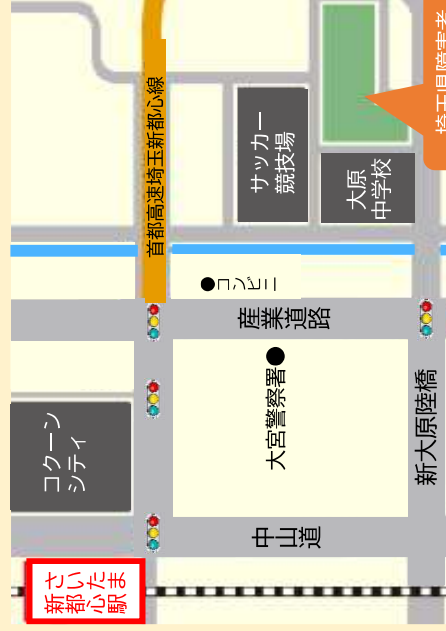 首都高速埼玉新都心線
サッカー
競技場
大原
中学校
埼玉県障害者
●コンビニ
産業道路
大宮警察署●
コクーン
シティ
新大原陸橋
中山道
さいたま
新都心駅